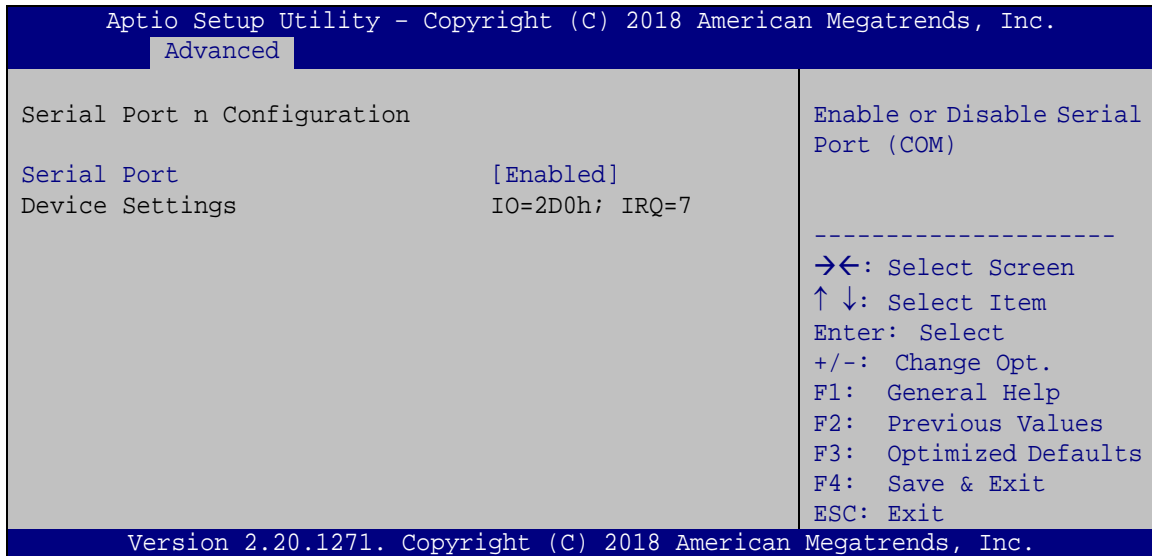 Aptio Setup Utility – Copyright (C) 2018 American Megatrends, Inc.
Advanced
Serial Port n Configuration
Serial Port [Enabled]
Device Settings IO=2D0h; IRQ=7
Enable or Disable Serial
Port (COM)
---------------------
→←: Select Screen
↑ ↓: Select Item
Enter: Select
+/-: Change Opt.
F1: General Help
F2: Previous Values
F3: Optimized Defaults
F4: Save & Exit
ESC: Exit
Version 2.20.1271. Copyright (C) 2018 American Megatrends, Inc.